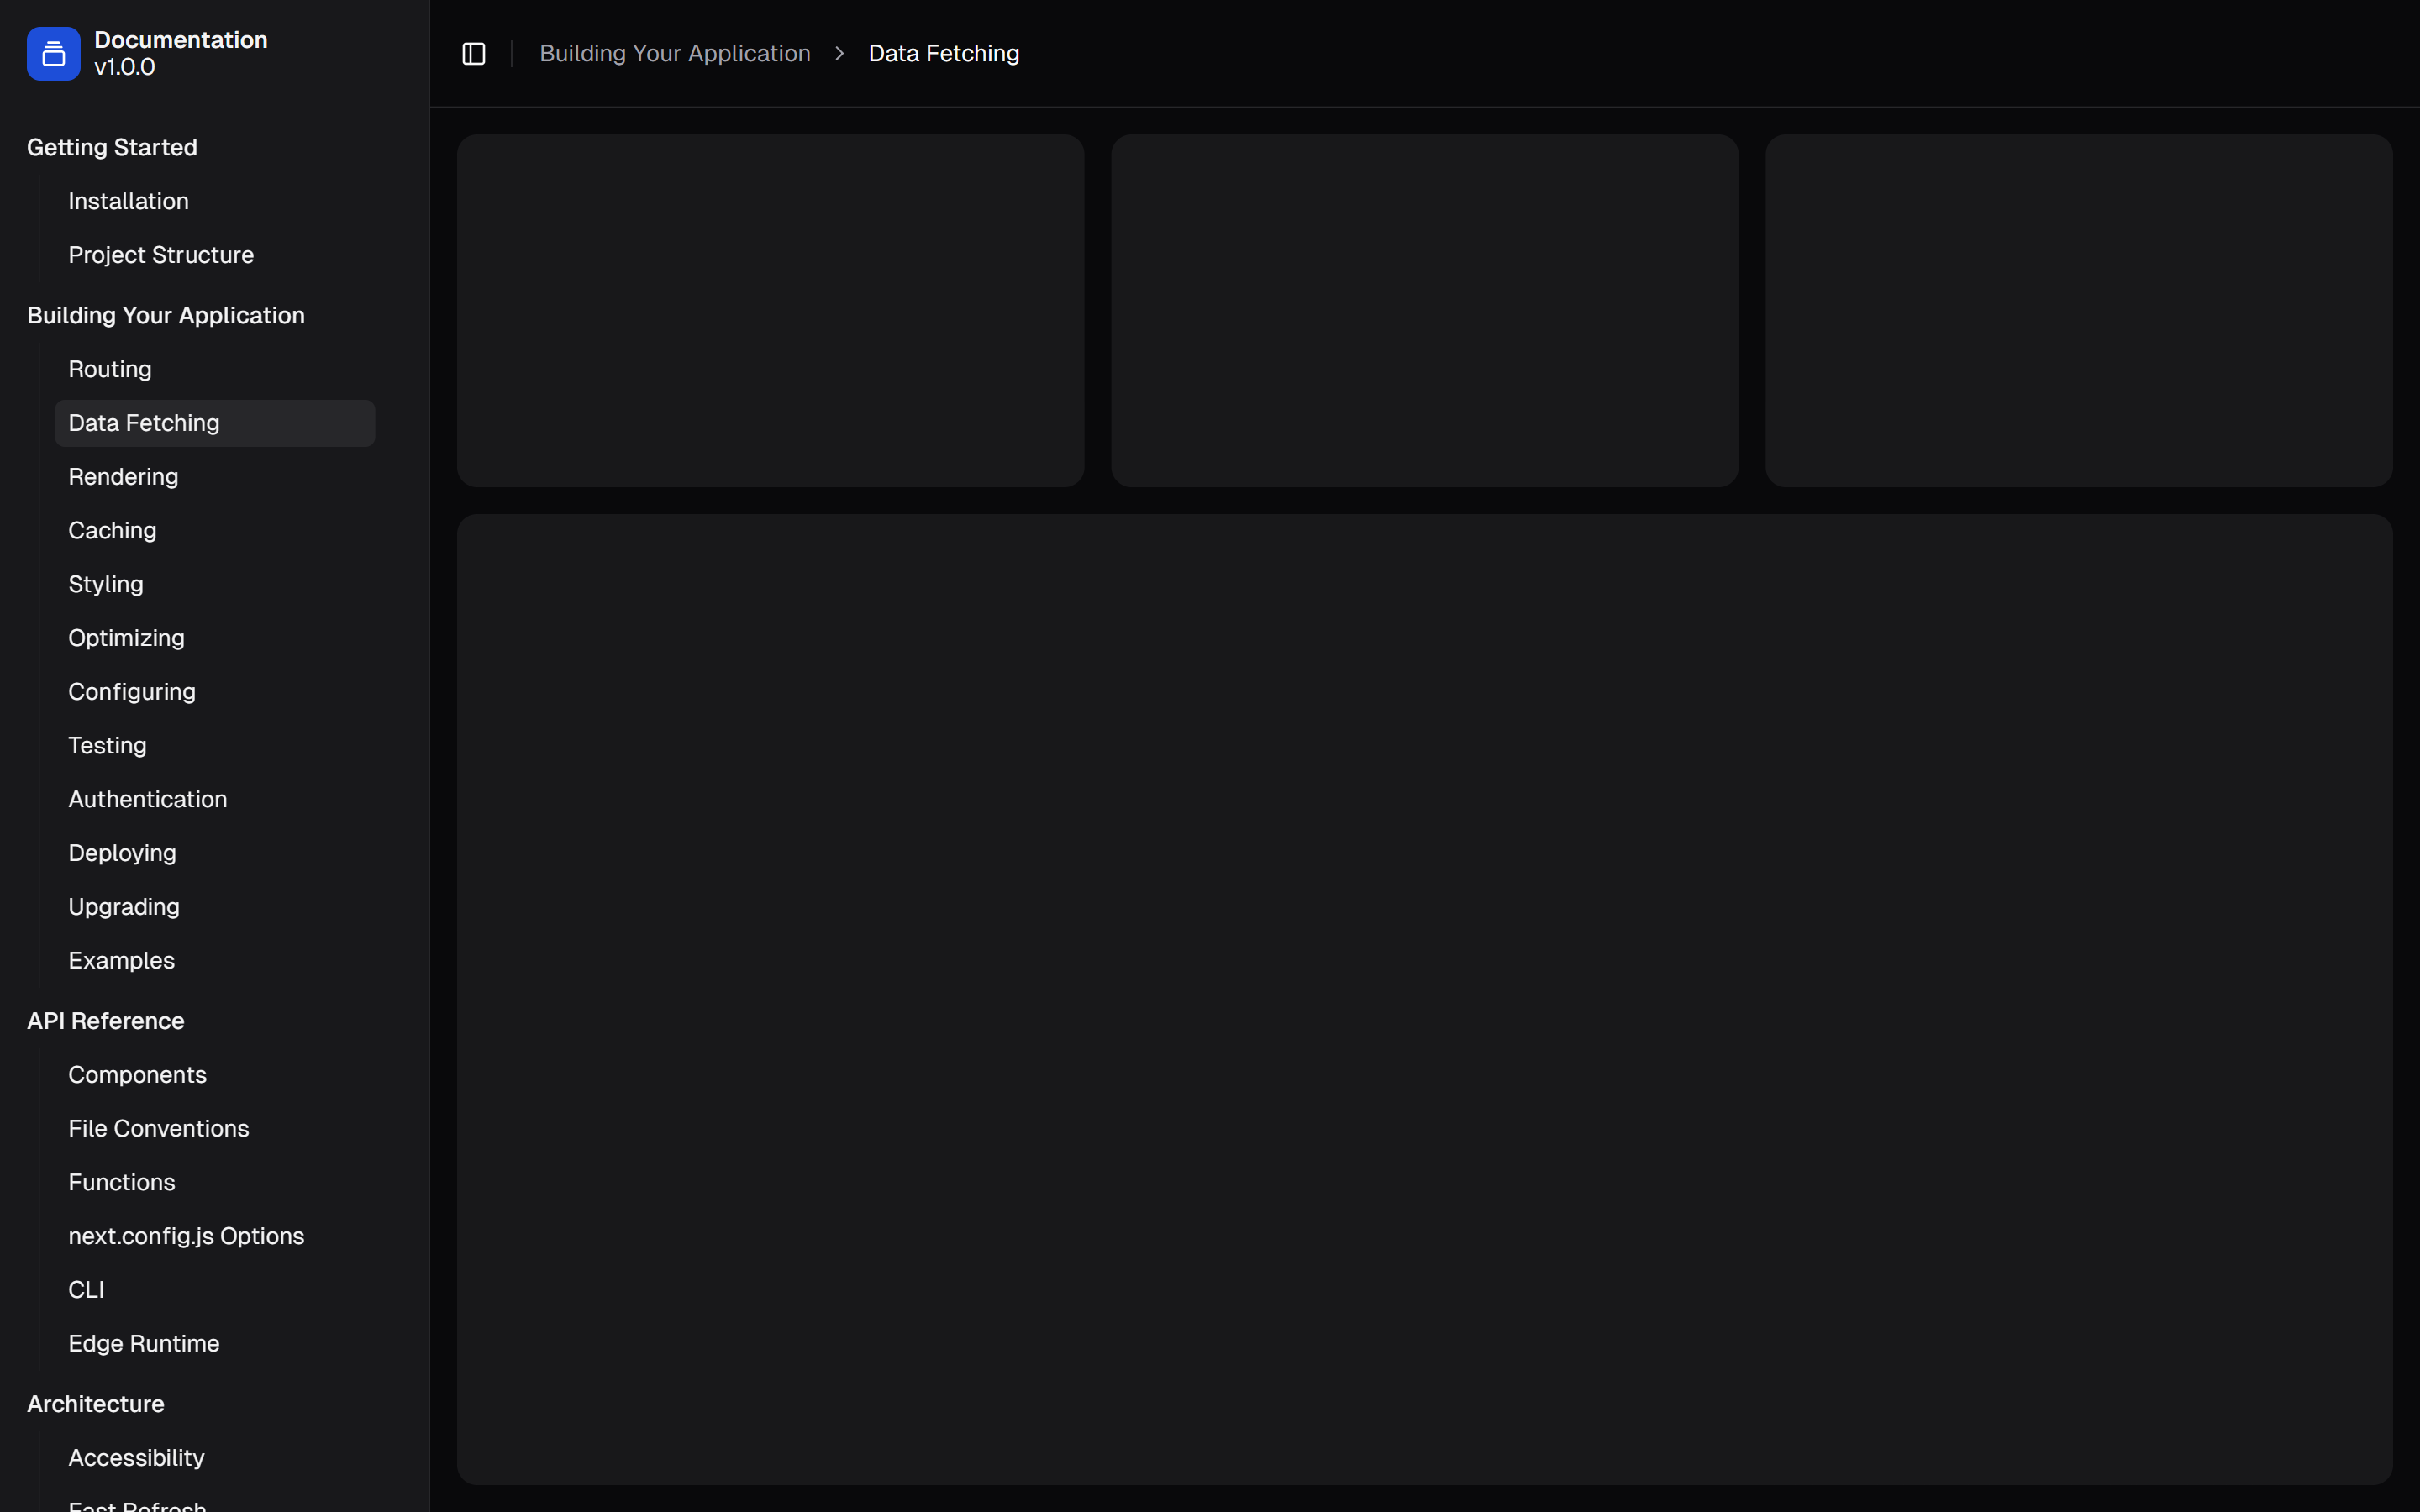 Documentation
v1.0.0
Getting Started
Installation
Project Structure
Building Your Application
Routing
Data Fetching
Rendering
Caching
Styling
Optimizing
Configuring
Testing
Authentication
Deploying
Upgrading
Examples
API Reference
Components
File Conventions
Functions
next.config.js Options
CLI
Edge Runtime
Architecture
Accessibility
Fast Refresh
Building Your Application > Data Fetching